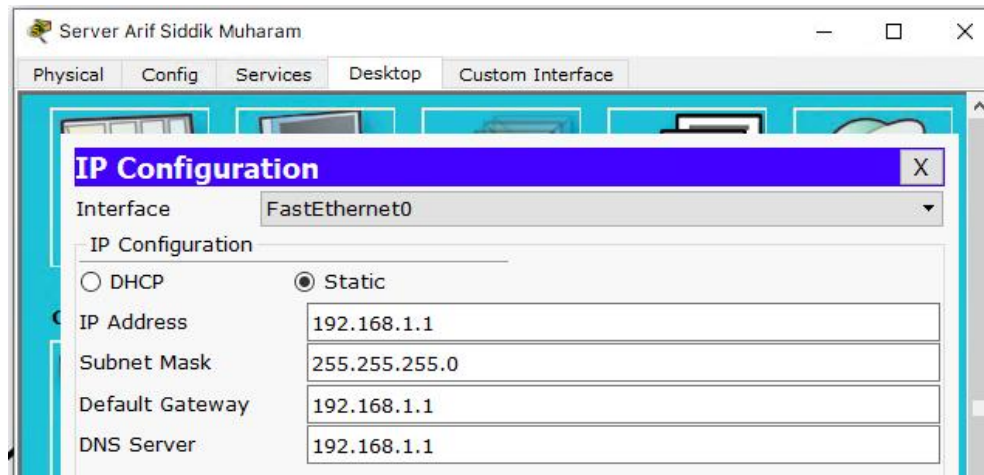 Server Arif Siddik Muharam
Physical Config Services Desktop Custom Interface
IP Configuration X
Interface FastEthernet0
IP Configuration
DHCP Static
IP Address 192.168.1.1
Subnet Mask 255.255.255.0
Default Gateway 192.168.1.1
DNS Server 192.168.1.1